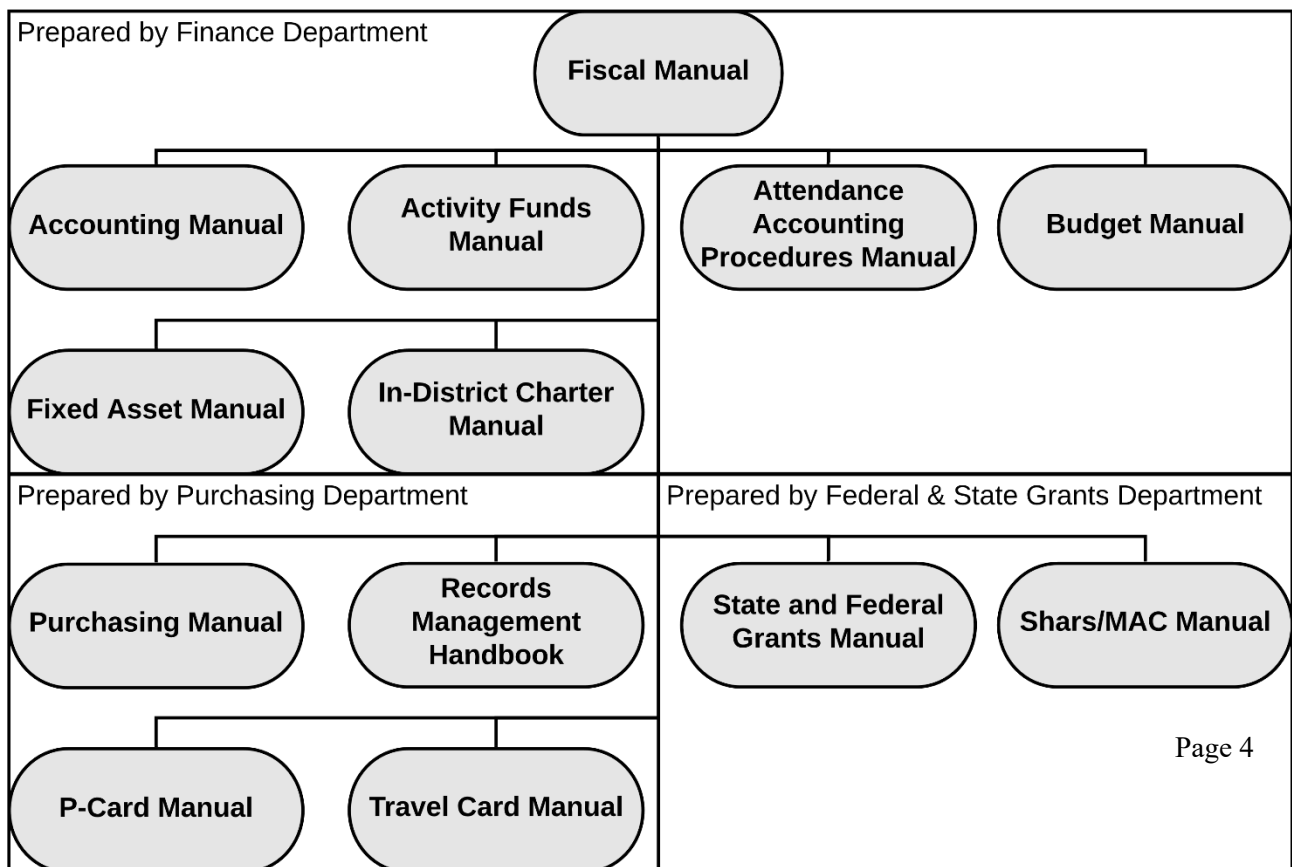 Prepared by Finance Department
Fiscal Manual
Accounting Manual
Activity Funds
Manual
Attendance
Accounting
Procedures Manual
Budget Manual
Fixed Asset Manual
In-District Charter
Manual
Prepared by Purchasing Department
Prepared by Federal & State Grants Department
Purchasing Manual
Records
Management
Handbook
State and Federal
Grants Manual
Shars/MAC Manual
P-Card Manual
Travel Card Manual
Page 4